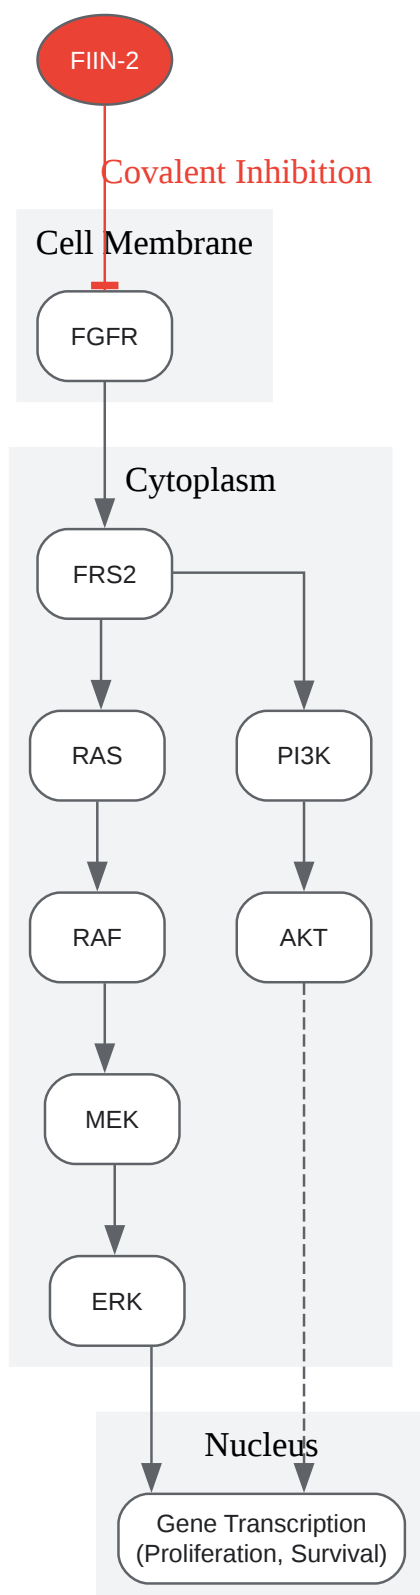 FIIN-2
Covalent Inhibition
Cell Membrane
FGFR
Cytoplasm
FRS2
RAS
PI3K
RAF
AKT
MEK
ERK
Nucleus
Gene Transcription
(Proliferation, Survival)